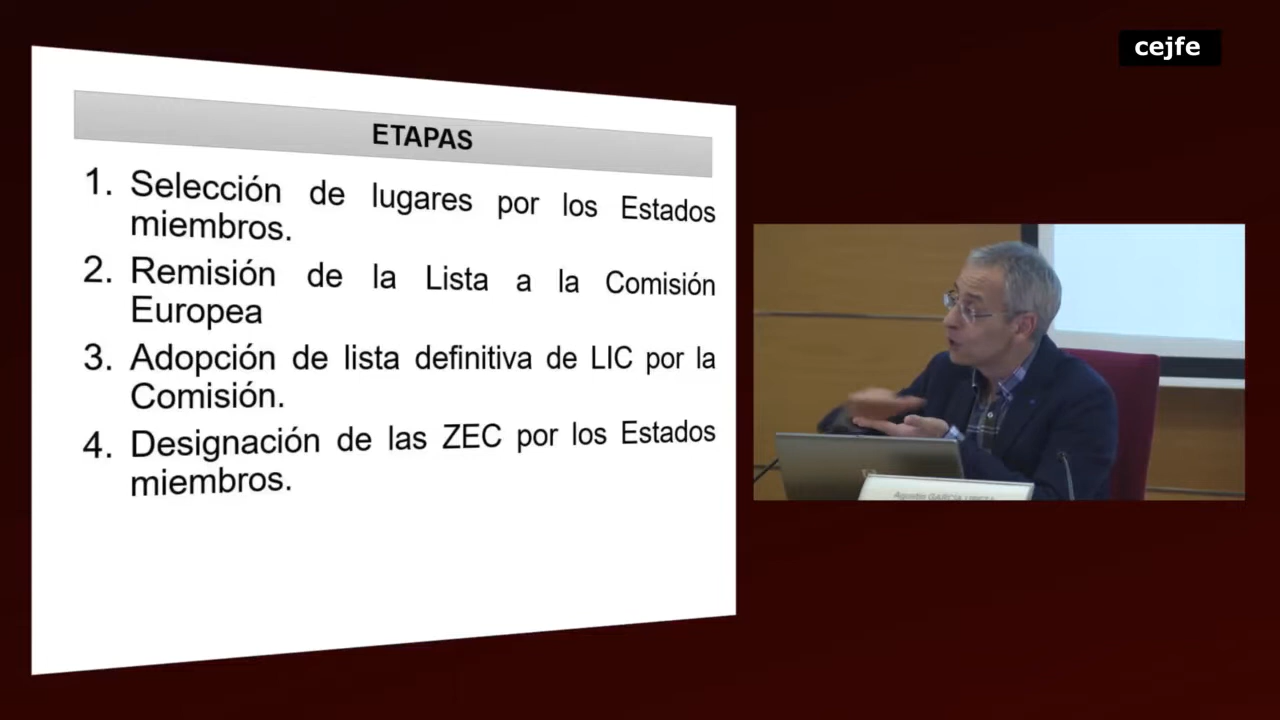 cejfe
ETAPAS
1. Selección de lugares por los Estados
miembros.
2. Remisión de la Lista a la Comisión
Europea
3. Adopción de lista definitiva de LIC por la
Comisión.
4. Designación de las ZEC por los Estados
miembros.
GARCÍA